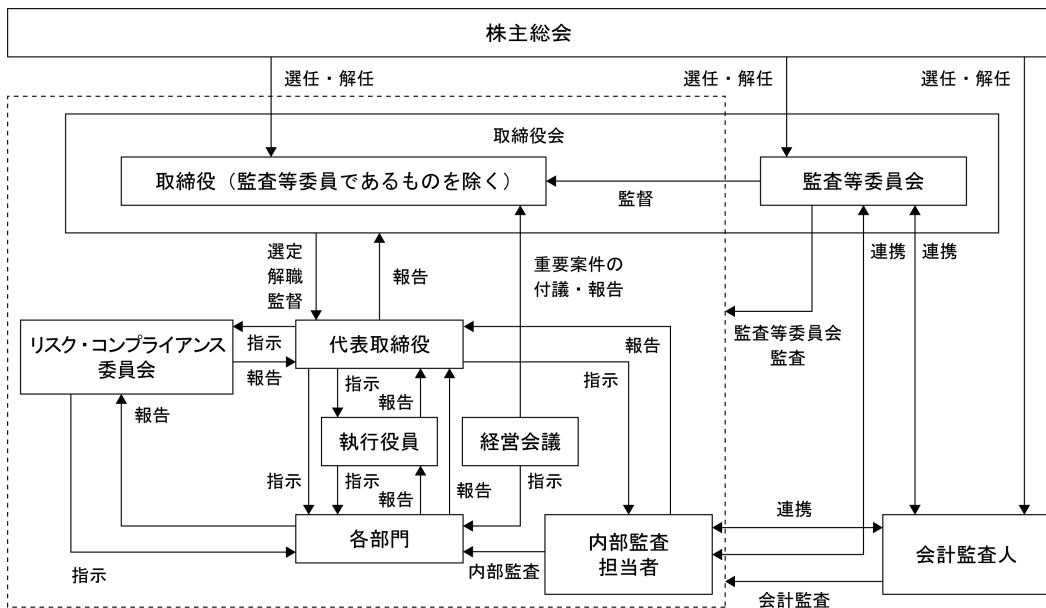 株主総会
選任・解任
選任・解任
選任・解任
取締役会
取締役（監査等委員であるものを除く）
監査等委員会
監督
選定
解職
監督
報告
重要案件の
付議・報告
連携
連携
監査等委員会
監査
リスク・コンプライアンス
委員会
指示
報告
代表取締役
報告
指示
報告
指示
報告
執行役員
経営会議
指示
指示
報告
報告
指示
各部門
内部監査
内部監査
担当者
連携
会計監査人
指示
会計監査